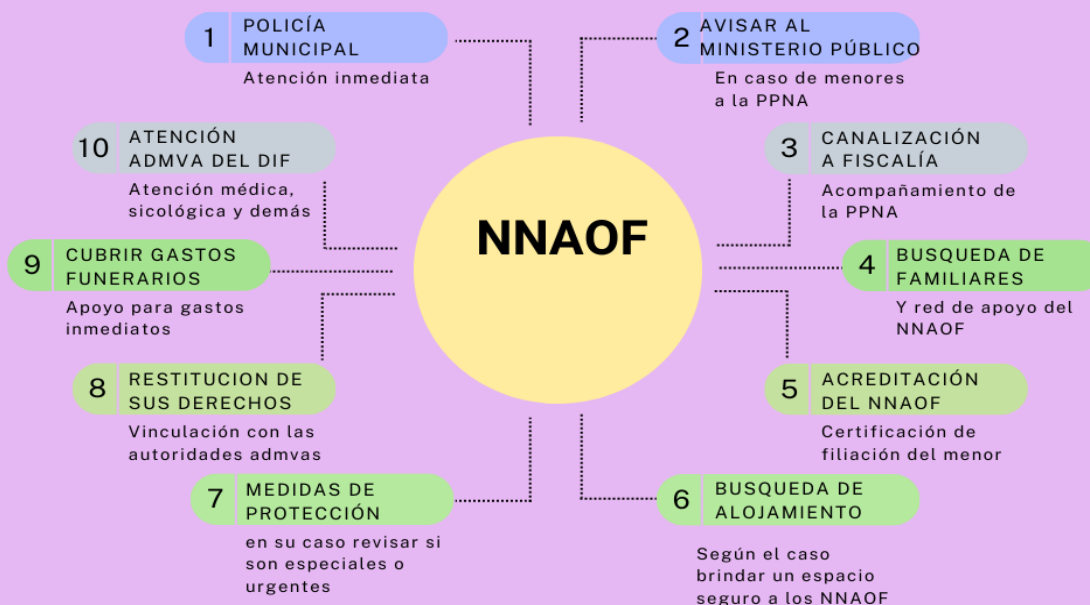 1
POLICÍA
MUNICIPAL
Atención inmediata
2
AVISAR AL
MINISTERIO PÚBLICO
En caso de menores
a la PPNA
3
CANALIZACIÓN
A FISCALÍA
Acompañamiento de
la PPNA
4
BUSQUEDA DE
FAMILIARES
Y red de apoyo del
NNAOF
5
ACREDITACIÓN
DEL NNAOF
Certificación de
filiación del menor
6
BUSQUEDA DE
ALOJAMIENTO
Según el caso
brindar un espacio
seguro a los NNAOF
7
MEDIDAS DE
PROTECCIÓN
en su caso revisar si
son especiales o
urgentes
8
RESTITUCION DE
SUS DERECHOS
Vinculación con las
autoridades admvas
9
CUBRIR GASTOS
FUNERARIOS
Apoyo para gastos
inmediatos
10
ATENCIÓN
ADMVA DEL DIF
Atención médica,
sicológica y demás
NNAOF